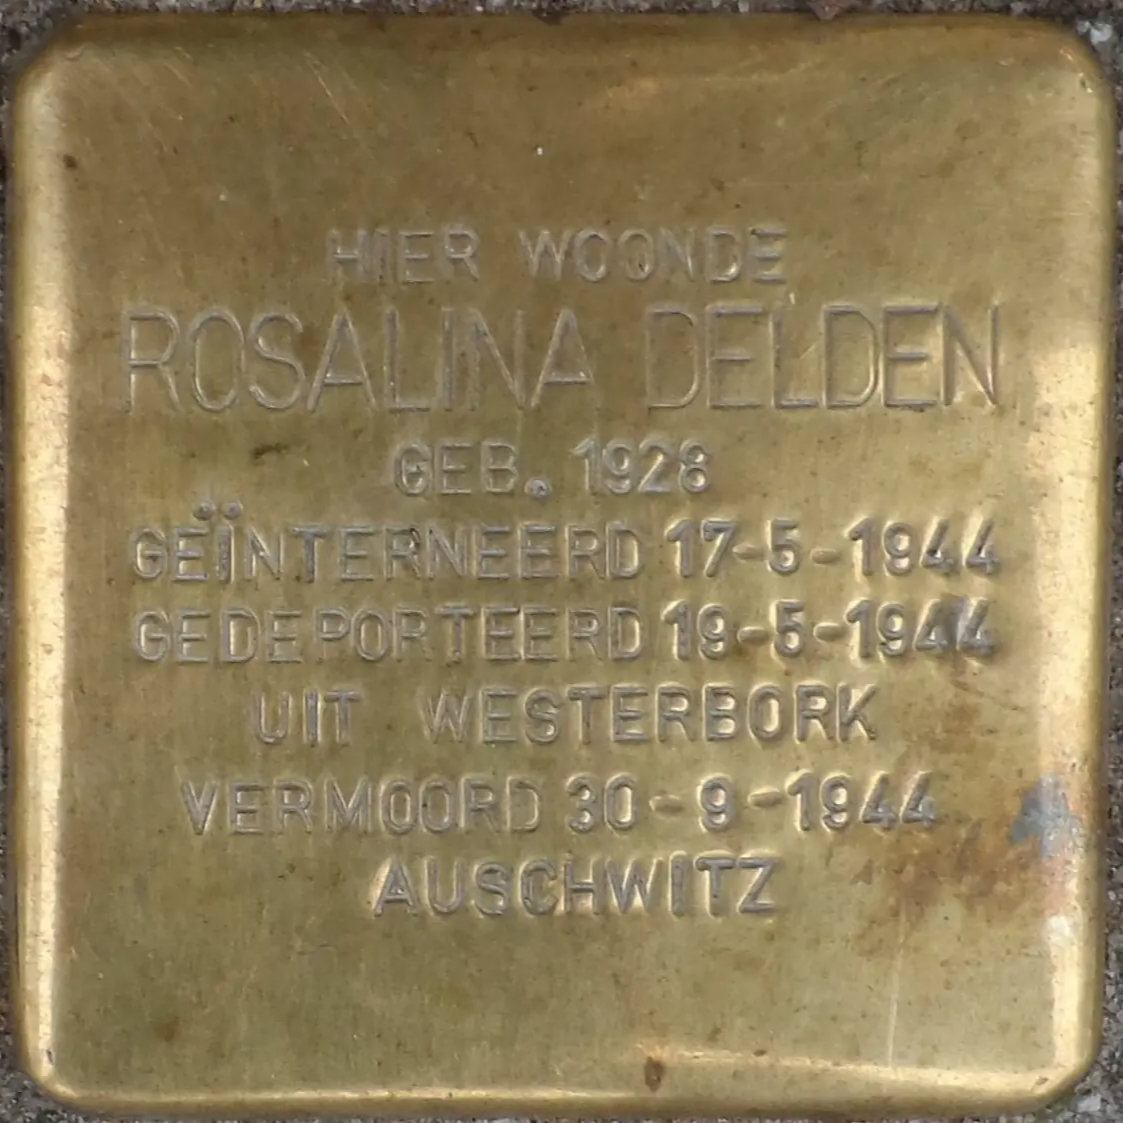 HIER WOONDE
ROSALINA DELDEN
GEB. 1928
GEÏNTERNEERD 17-5-1944
GEDEPORTEERD 19-5-1944
UIT WESTERBORK
VERMOORD 30-9-1944
AUSCHWITZ